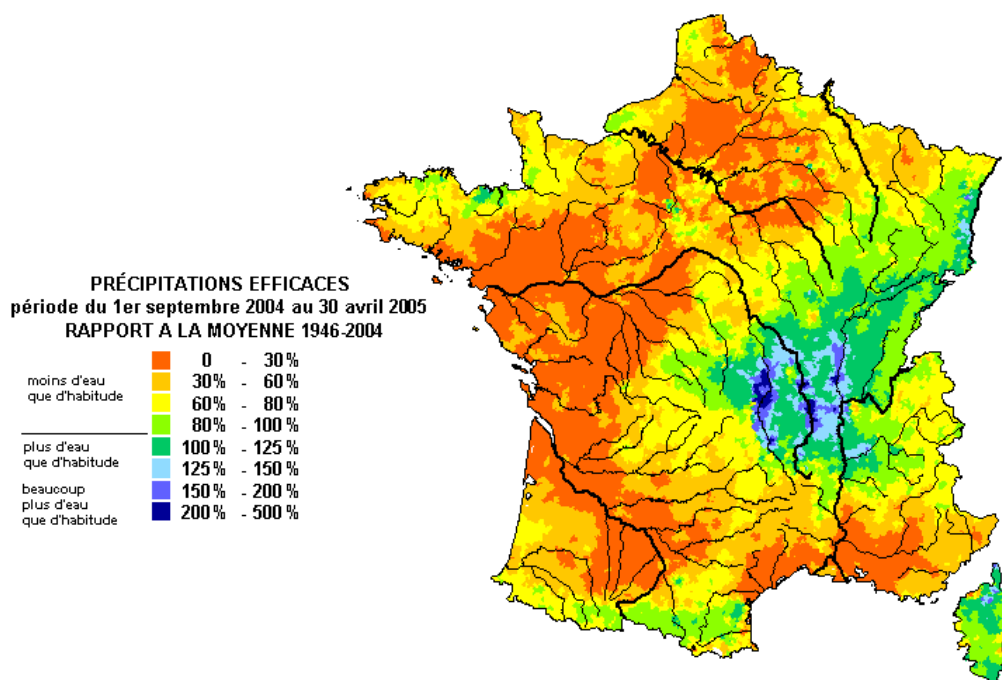 PRÉCIPITATIONS EFFICACES
période du 1er septembre 2004 au 30 avril 2005
RAPPORT A LA MOYENNE 1946-2004
moins d'eau
que d'habitude
0 - 30 %
30 % - 60 %
60 % - 80 %
80 % - 100 %
plus d'eau
que d'habitude
100 % - 125 %
125 % - 150 %
beaucoup
plus d'eau
que d'habitude
150 % - 200 %
200 % - 500 %